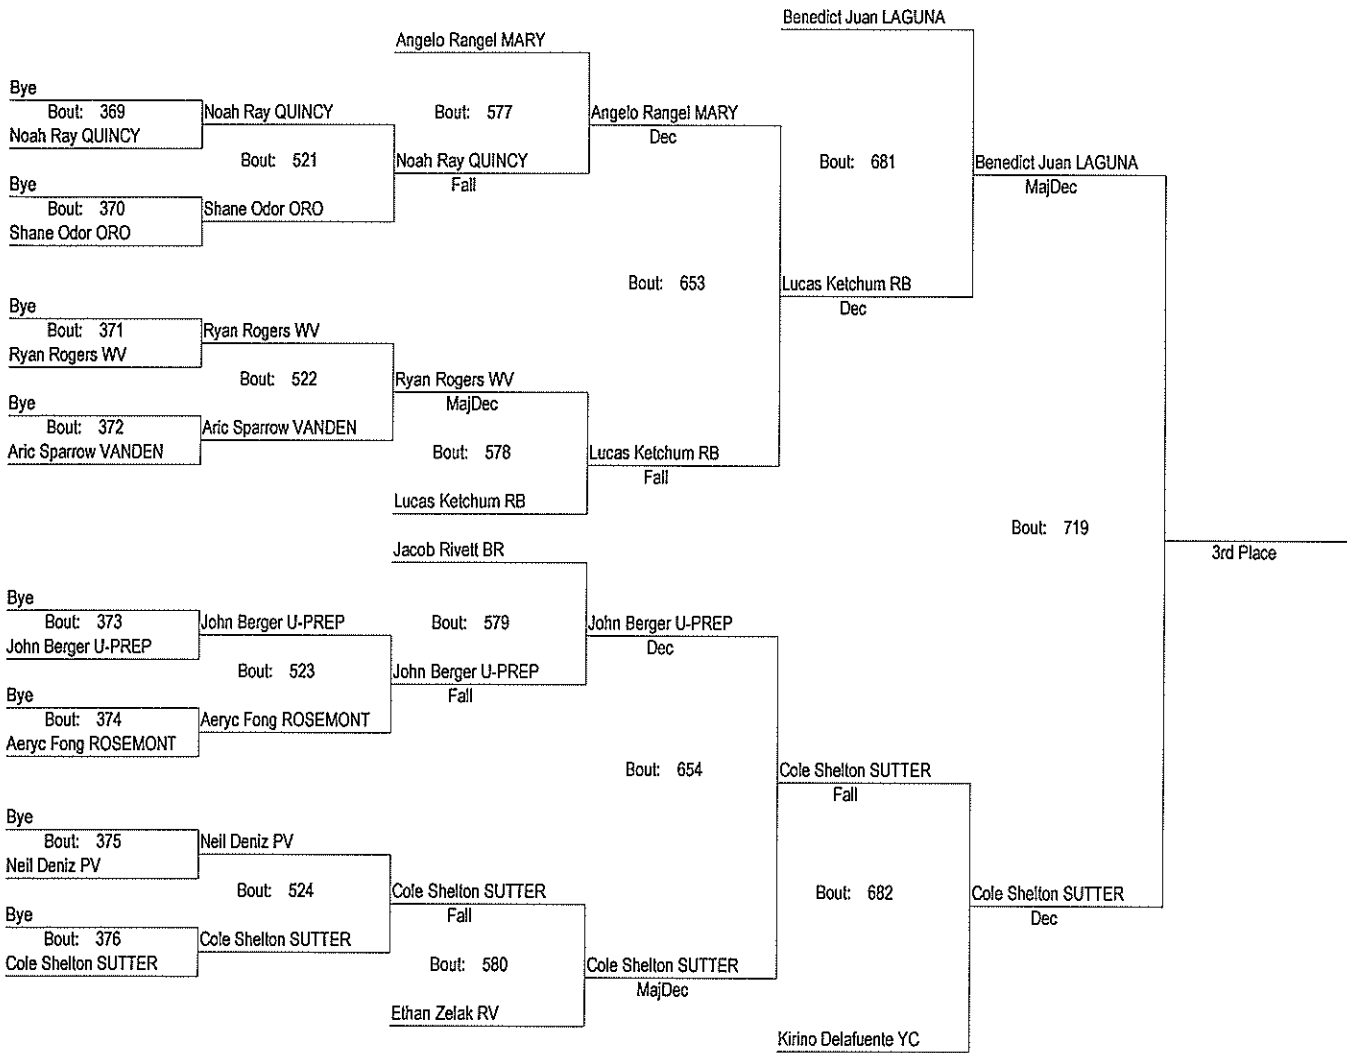 Benedict Juan LAGUNA
Angelo Rangel MARY
Bye
Bout: 369
Noah Ray QUINCY
Noah Ray QUINCY
Bout: 577
Angelo Rangel MARY
Dec
Bout: 521
Noah Ray QUINCY
Fall
Bout: 681
Benedict Juan LAGUNA
MajDec
Bye
Bout: 370
Shane Odor ORO
Shane Odor ORO
Bout: 653
Lucas Ketchum RB
Dec
Bye
Bout: 371
Ryan Rogers WV
Ryan Rogers WV
Bout: 522
Ryan Rogers WV
MajDec
Bye
Bout: 372
Aric Sparrow VANDEN
Aric Sparrow VANDEN
Bout: 578
Lucas Ketchum RB
Fall
Lucas Ketchum RB
Bout: 719
3rd Place
Jacob Rivett BR
Bye
Bout: 373
John Berger U-PREP
John Berger U-PREP
Bout: 579
John Berger U-PREP
Dec
Bout: 523
John Berger U-PREP
Fall
Bye
Bout: 374
Aeryc Fong ROSEMONT
Aeryc Fong ROSEMONT
Bout: 654
Cole Shelton SUTTER
Fall
Bye
Bout: 375
Neil Deniz PV
Neil Deniz PV
Bout: 524
Cole Shelton SUTTER
Fall
Bout: 682
Cole Shelton SUTTER
Dec
Bye
Bout: 376
Cole Shelton SUTTER
Cole Shelton SUTTER
Bout: 580
Cole Shelton SUTTER
MajDec
Ethan Zelak RV
Kirino Delafuente YC